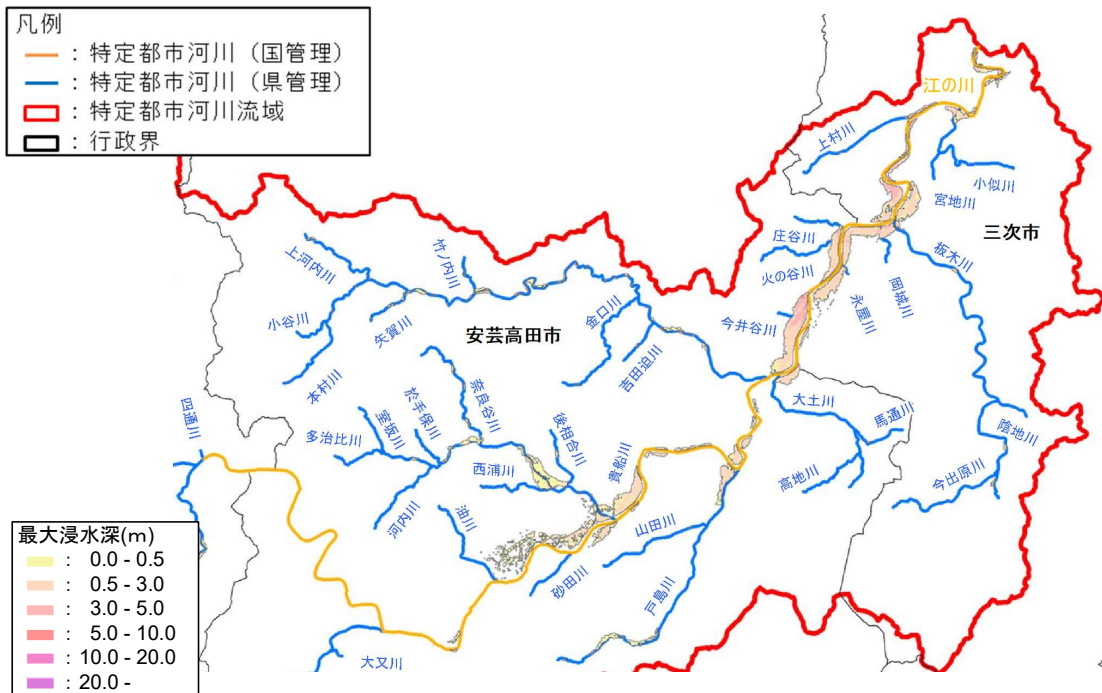 凡例
: 特定都市河川（国管理）
: 特定都市河川（県管理）
: 特定都市河川流域
: 行政界
江の川
上村川
小似川
宮地川
三次市
庄谷川
板木川
火の谷川
岡城川
永屋川
今井谷川
上河内川
竹ノ内川
金口川
小谷川
矢賀川
安芸高田市
吉田迫川
本村川
奈良谷川
大土川
馬通川
陰地川
四通川
多治比川
室坂川
於手保川
後相合川
西浦川
貴船川
高地川
今出原川
河内川
油川
山田川
砂田川
戸島川
大又川
最大浸水深(m)
: 0.0 - 0.5
: 0.5 - 3.0
: 3.0 - 5.0
: 5.0 - 10.0
: 10.0 - 20.0
: 20.0 -